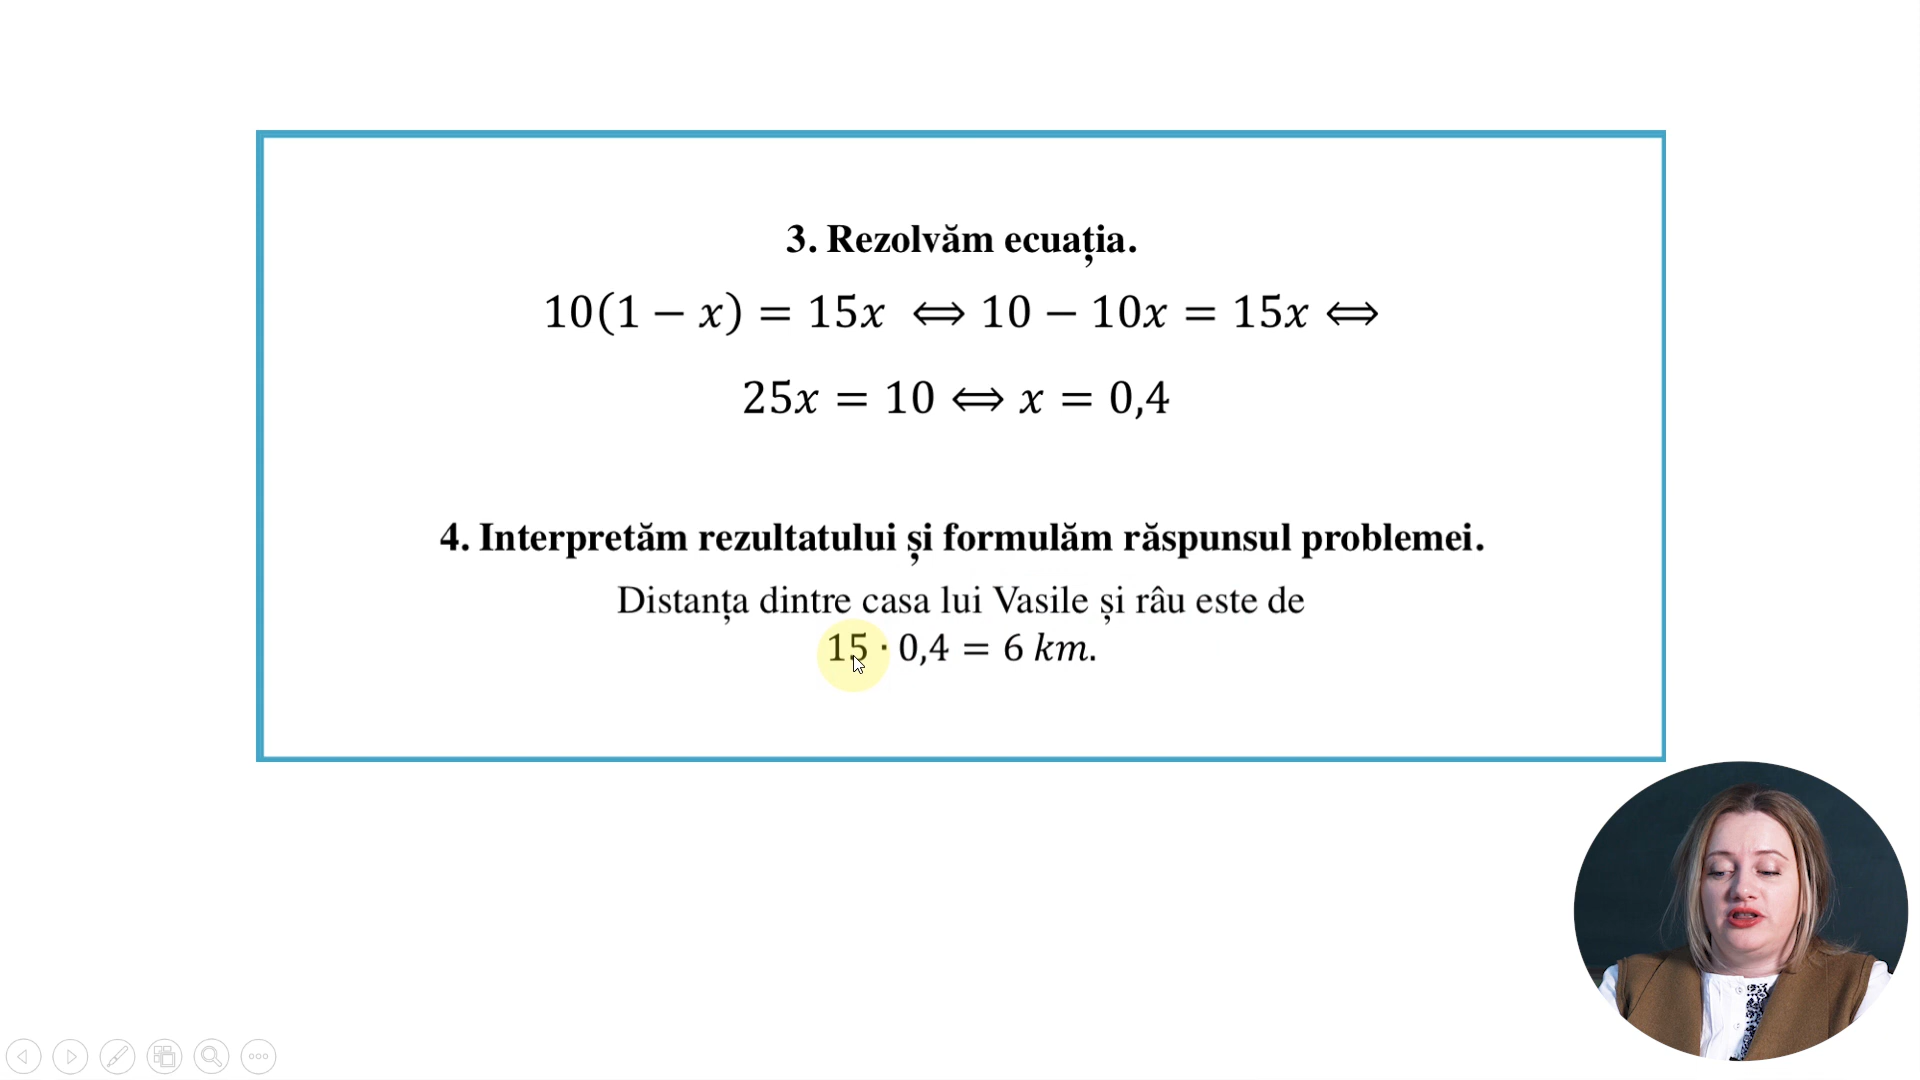 3. Rezolvăm ecuația.
10(1 − x) = 15x ⟺ 10 − 10x = 15x ⟺
25x = 10 ⟺ x = 0,4
4. Interpretăm rezultatului și formulăm răspunsul problemei.
Distanța dintre casa lui Vasile și râu este de
15 · 0,4 = 6 km.